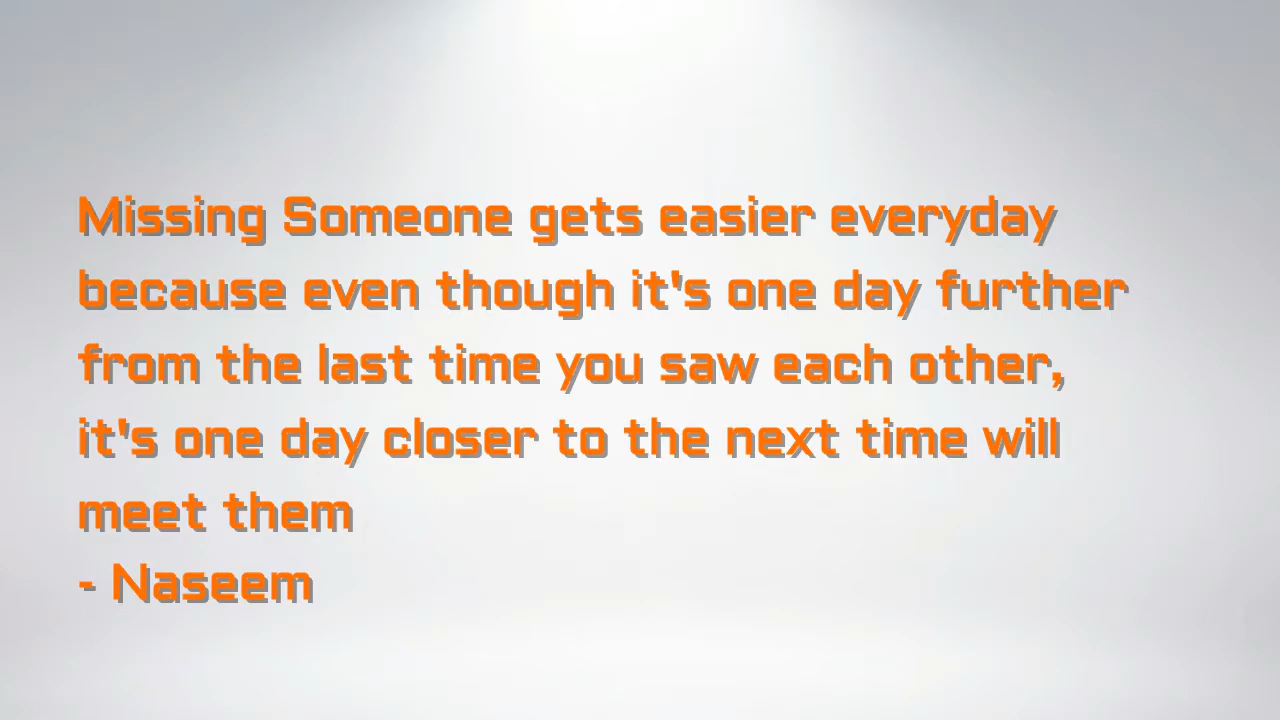 Missing Someone gets easier everyday
because even though it's one day further
from the last time you saw each other,
it's one day closer to the next time will
meet them
- Naseem